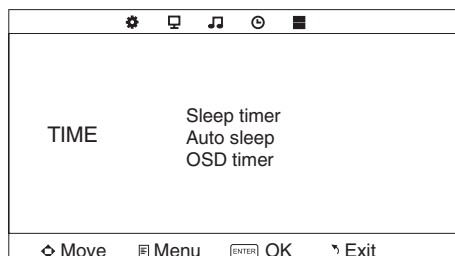 Sleep timer
TIME Auto sleep
OSD timer
Move Menu ENTER OK Exit